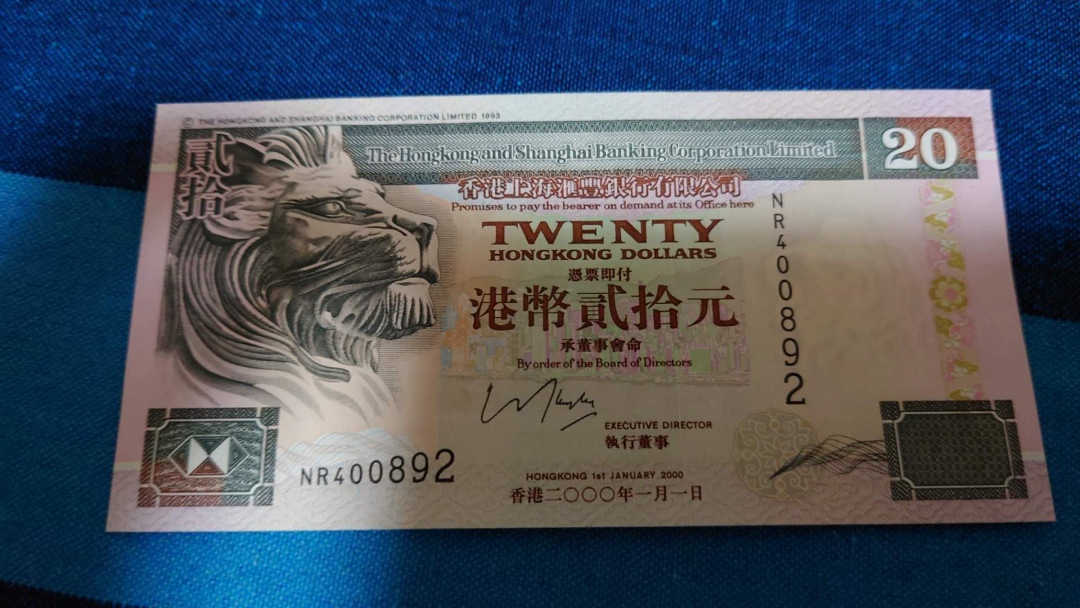 © THE HONGKONG AND SHANGHAI BANKING CORPORATION LIMITED 1993
貳拾
The Hongkong and Shanghai Banking Corporation Limited
20
香港上海滙豐銀行有限公司
Promises to pay the bearer on demand at its Office here
TWENTY
HONGKONG DOLLARS
憑票即付
港幣貳拾元
承董事會命
By order of the Board of Directors
NR400892
EXECUTIVE DIRECTOR
執行董事
NR400892
HONGKONG 1st JANUARY 2000
香港二〇〇〇年一月一日